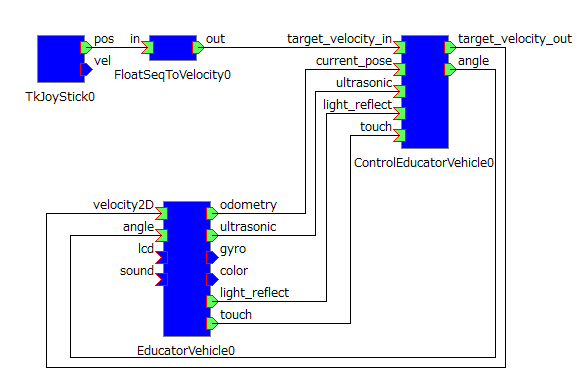 pos
in
out
target_velocity_in
target_velocity_out
vel
current_pose
angle
FloatSeqToVelocity0
ultrasonic
TkJoyStick0
light_reflect
touch
ControlEducatorVehicle0
velocity2D
odometry
angle
ultrasonic
lcd
gyro
sound
color
light_reflect
touch
EducatorVehicle0